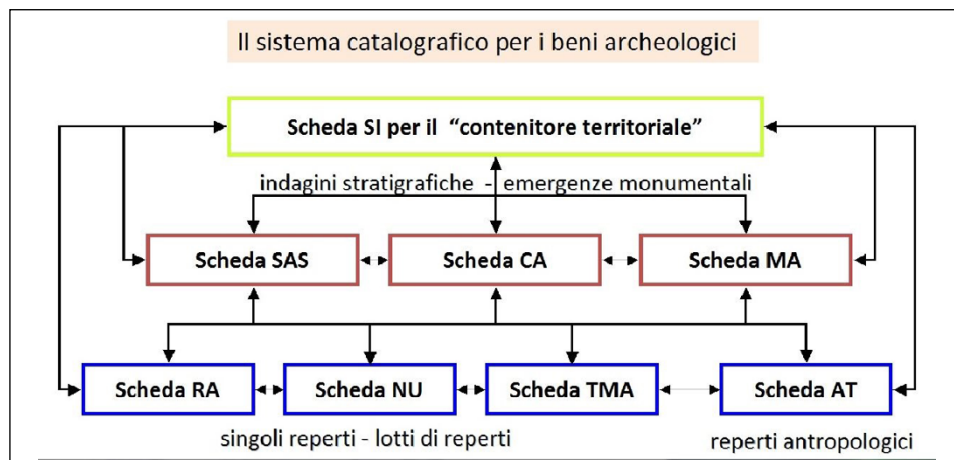 Il sistema catalografico per i beni archeologici
Scheda SI per il “contenitore territoriale”
indagini stratigrafiche - emergenze monumentali
Scheda SAS
Scheda CA
Scheda MA
Scheda RA
Scheda NU
Scheda TMA
Scheda AT
singoli reperti - lotti di reperti
reperti antropologici